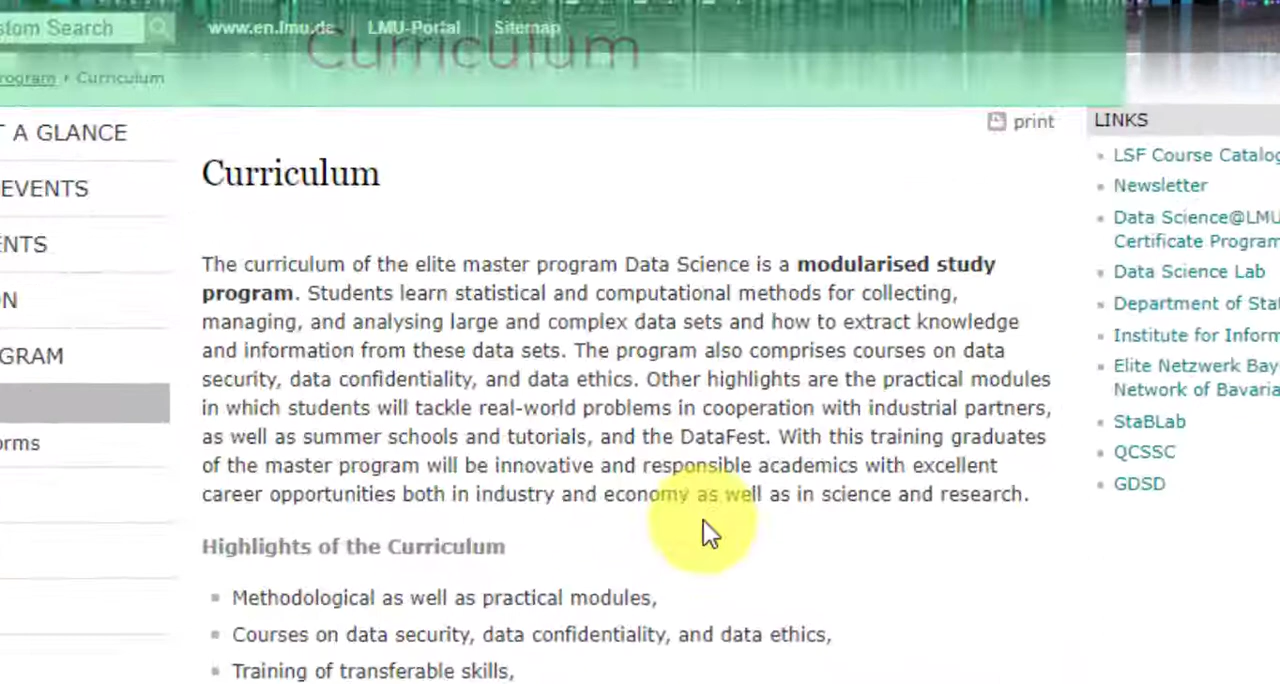 stom Search
www.en.lmu.de | LMU-Portal | Sitemap
Curriculum
rogram › Curriculum
T A GLANCE
EVENTS
ENTS
ON
GRAM
orms
print
Curriculum
The curriculum of the elite master program Data Science is a modularised study
program. Students learn statistical and computational methods for collecting,
managing, and analysing large and complex data sets and how to extract knowledge
and information from these data sets. The program also comprises courses on data
security, data confidentiality, and data ethics. Other highlights are the practical modules
in which students will tackle real-world problems in cooperation with industrial partners,
as well as summer schools and tutorials, and the DataFest. With this training graduates
of the master program will be innovative and responsible academics with excellent
career opportunities both in industry and economy as well as in science and research.
Highlights of the Curriculum
Methodological as well as practical modules,
Courses on data security, data confidentiality, and data ethics,
Training of transferable skills,
LINKS
LSF Course Catalog
Newsletter
Data Science@LMU
Certificate Program
Data Science Lab
Department of Stat
Institute for Inform
Elite Netzwerk Bay
Network of Bavaria
StaBLab
QCSSC
GDSD